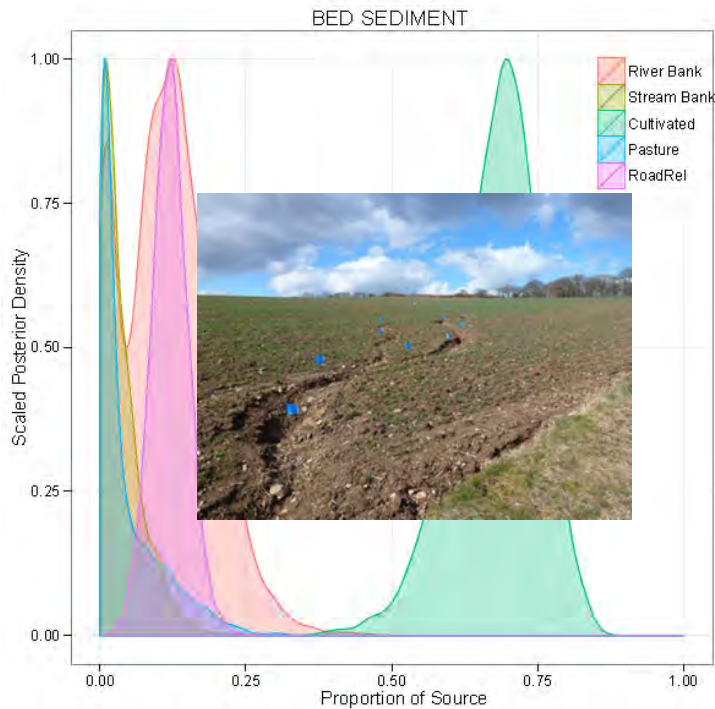 BED SEDIMENT
1.00
0.75
0.50
0.25
0.00
Scaled Posterior Density
River Bank
Stream Bank
Cultivated
Pasture
RoadRel
0.00
0.25
0.50
0.75
1.00
Proportion of Source